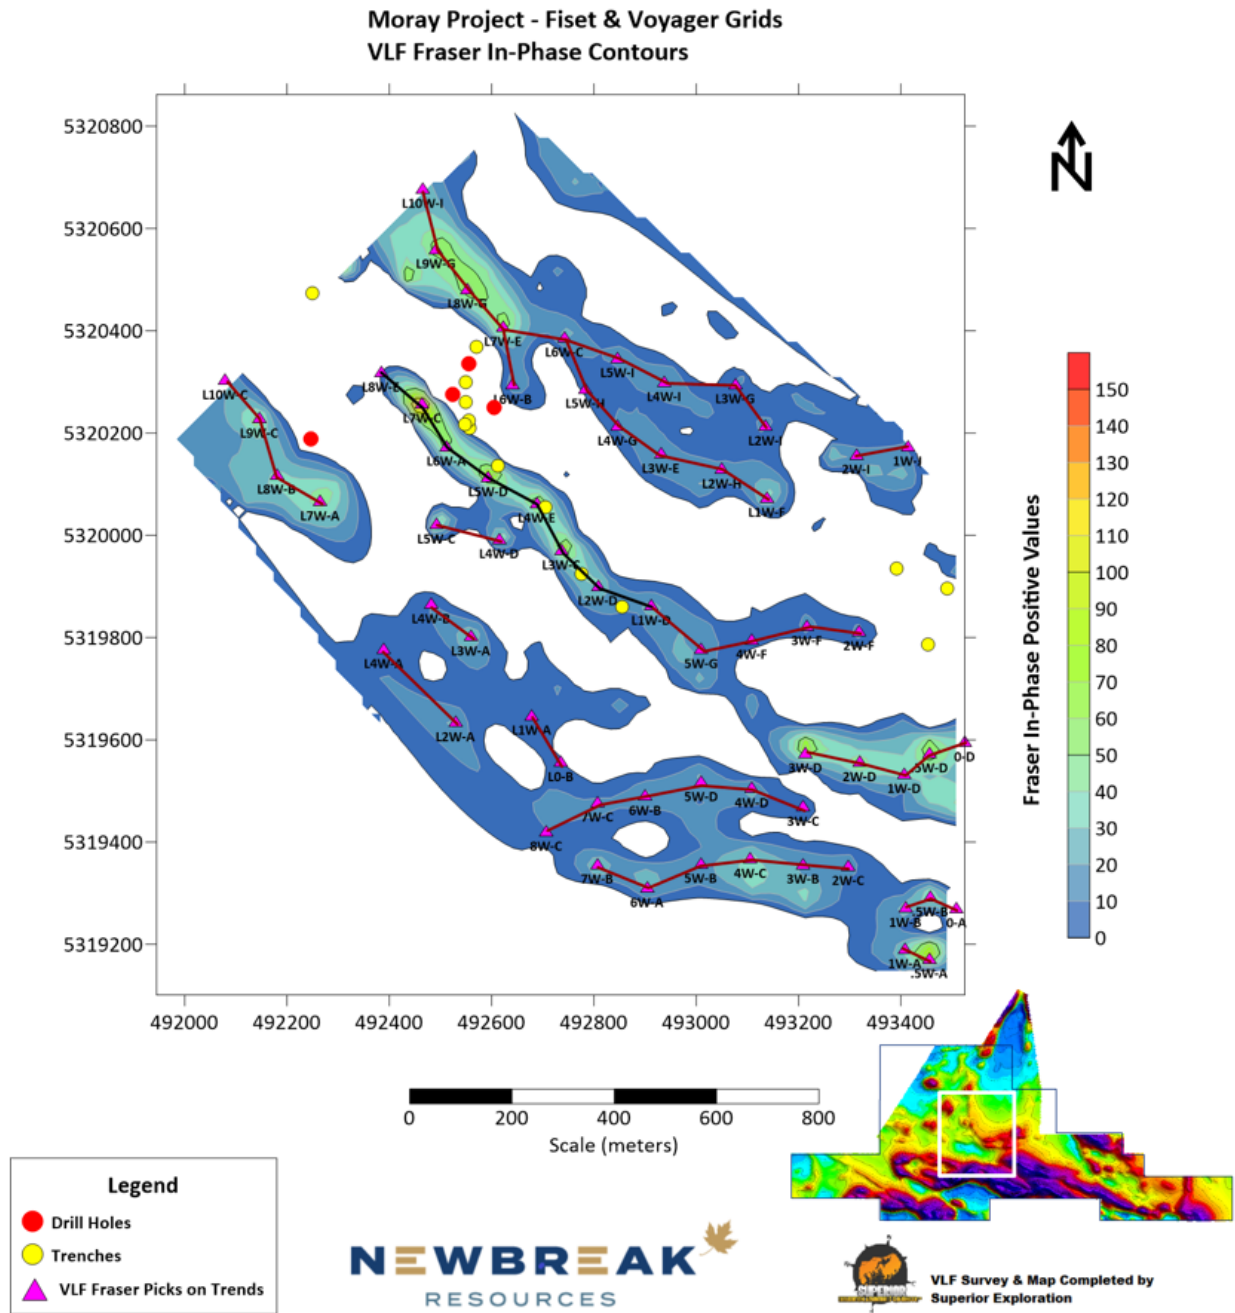 Moray Project - Fiset & Voyager Grids
VLF Fraser In-Phase Contours
5320800
5320600
5320400
5320200
5320000
5319800
5319600
5319400
5319200
492000 492200 492400 492600 492800 493000 493200 493400
N
L10W-I
L9W-G
L8W-G
L7W-E
L6W-C
L5W-I
L6W-B
L5W-H
L4W-I
L3W-G
L10W-C
L8W-E
L7W-C
L9W-C
L4W-G
L2W-I
L6W-A
L3W-E
2W-I
1W-I
L8W-B
L5W-D
L2W-H
L7W-A
L4W-E
L1W-F
L5W-C
L4W-D
L3W-C
L2W-D
L4W-B
L1W-D
L3W-A
L4W-A
5W-G
4W-F
3W-F
2W-F
L2W-A
L1W-A
L0-B
3W-D
2W-D
1W-D
.5W-D
0-D
8W-C
7W-C
6W-B
5W-D
4W-D
3W-C
7W-B
6W-A
5W-B
4W-C
3W-B
2W-C
1W-B
.5W-B
0-A
1W-A
.5W-A
Fraser In-Phase Positive Values
150
140
130
120
110
100
90
80
70
60
50
40
30
20
10
0
0 200 400 600 800
Scale (meters)
Legend
Drill Holes
Trenches
VLF Fraser Picks on Trends
NEWBREAK
RESOURCES
SUPERIOR
VLF Survey & Map Completed by
Superior Exploration